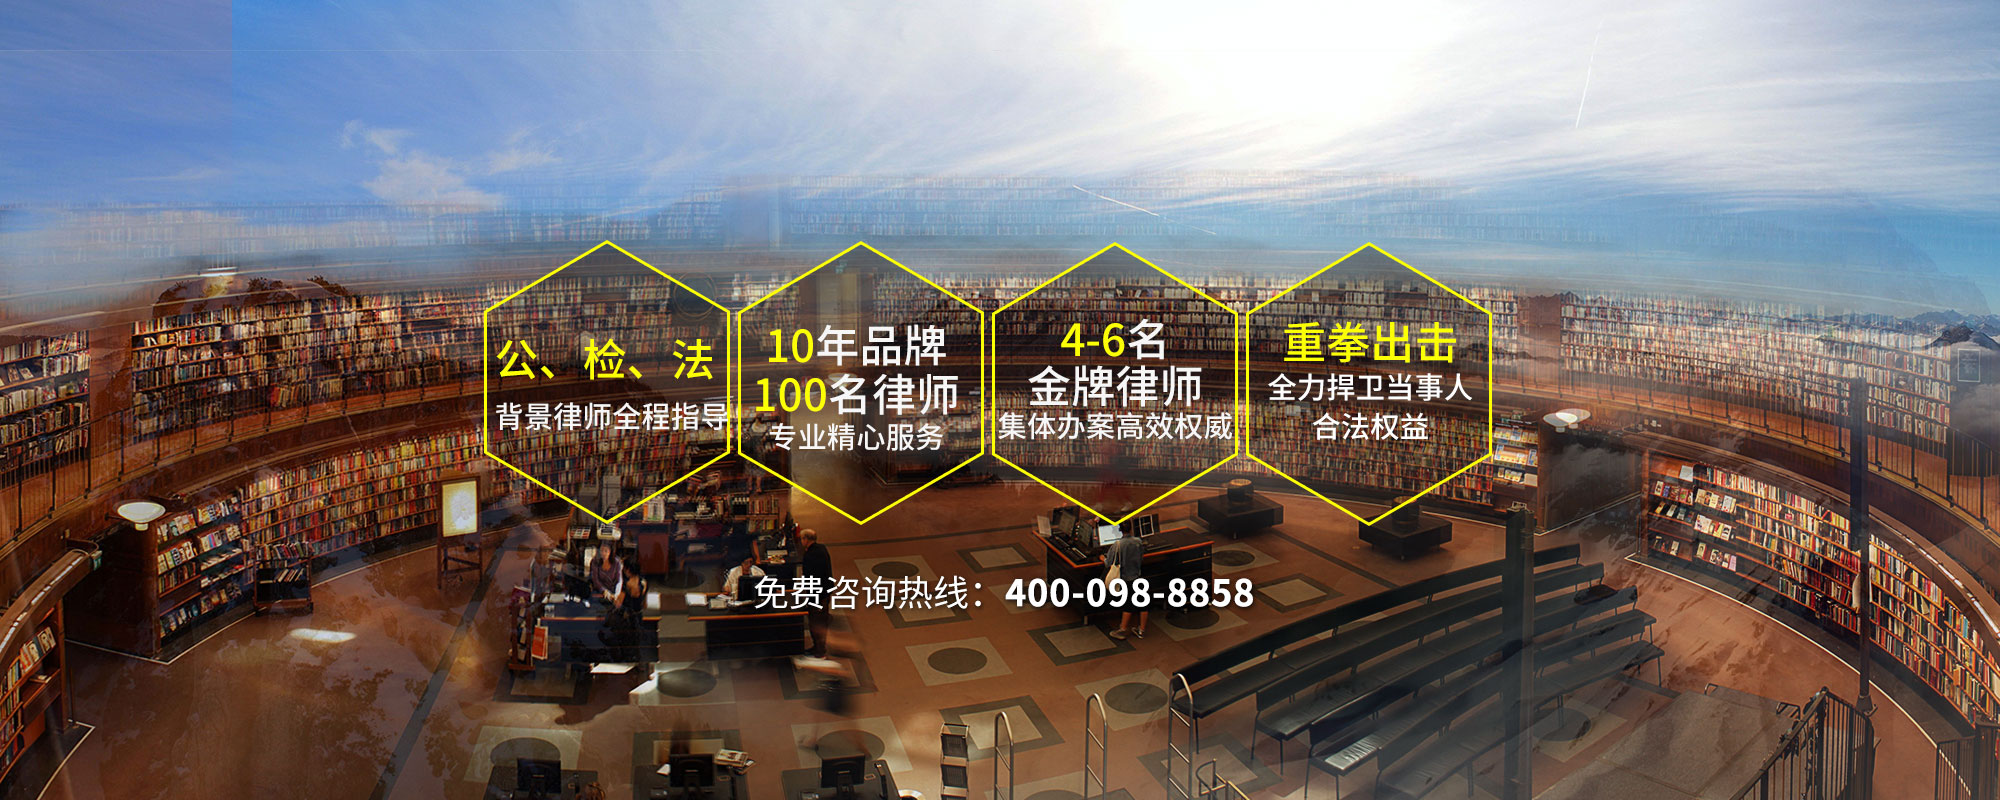 公、检、法
背景律师全程指导
10年品牌
100名律师
专业精心服务
4-6名
金牌律师
集体办案高效权威
重拳出击
全力捍卫当事人
合法权益
免费咨询热线：400-098-8858